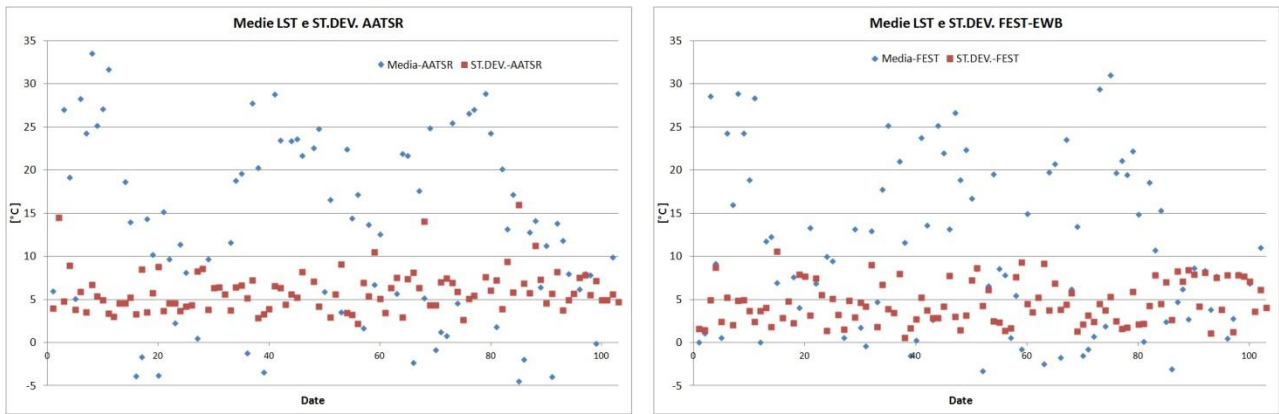 Medie LST e ST.DEV. AATSR
Media-AATSR ST.DEV.-AATSR
[°C]
35
30
25
20
15
10
5
0
-5
0 20 40 60 80 100
Date
Medie LST e ST.DEV. FEST-EWB
Media-FEST ST.DEV.-FEST
[°C]
35
30
25
20
15
10
5
0
-5
0 20 40 60 80 100
Date